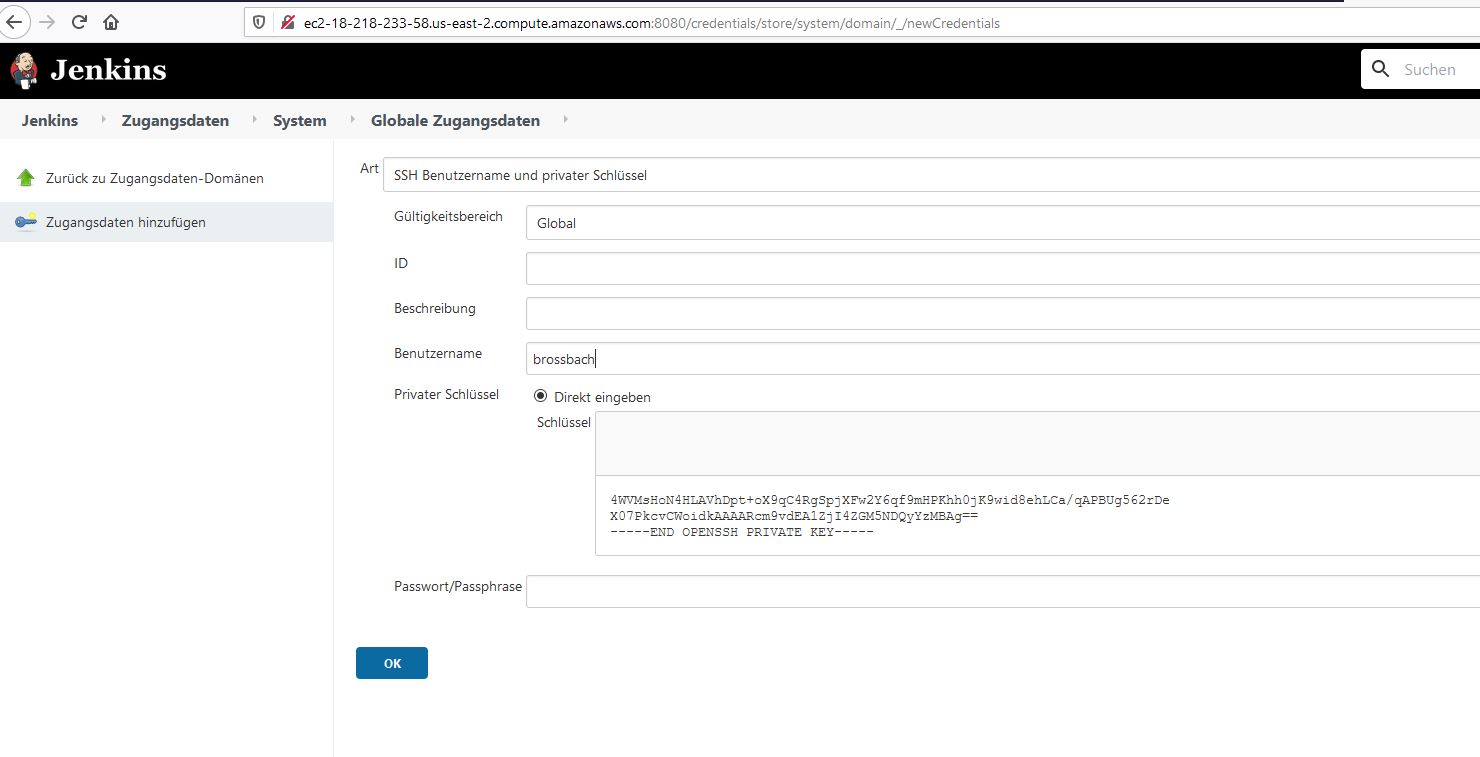 ec2-18-218-233-58.us-east-2.compute.amazonaws.com:8080/credentials/store/system/domain/_/newCredentials
Jenkins
Suchen
Jenkins Zugangsdaten System Globale Zugangsdaten
Zurück zu Zugangsdaten-Domänen
Zugangsdaten hinzufügen
Art SSH Benutzername und privater Schlüssel
Gültigkeitsbereich Global
ID
Beschreibung
Benutzername brossbach
Privater Schlüssel Direkt eingeben
Schlüssel
4WVMsHoN4HLAVhDpt+oX9qC4RgSpjXFw2Y6qf9mHPKhh0jK9wid8ehLCa/qAPBUg562rDe
X07PkcvCWoidkAAAARcm9vdEA1ZjI4ZGM5NDQyYzMBAg==
-----END OPENSSH PRIVATE KEY-----
Passwort/Passphrase
OK